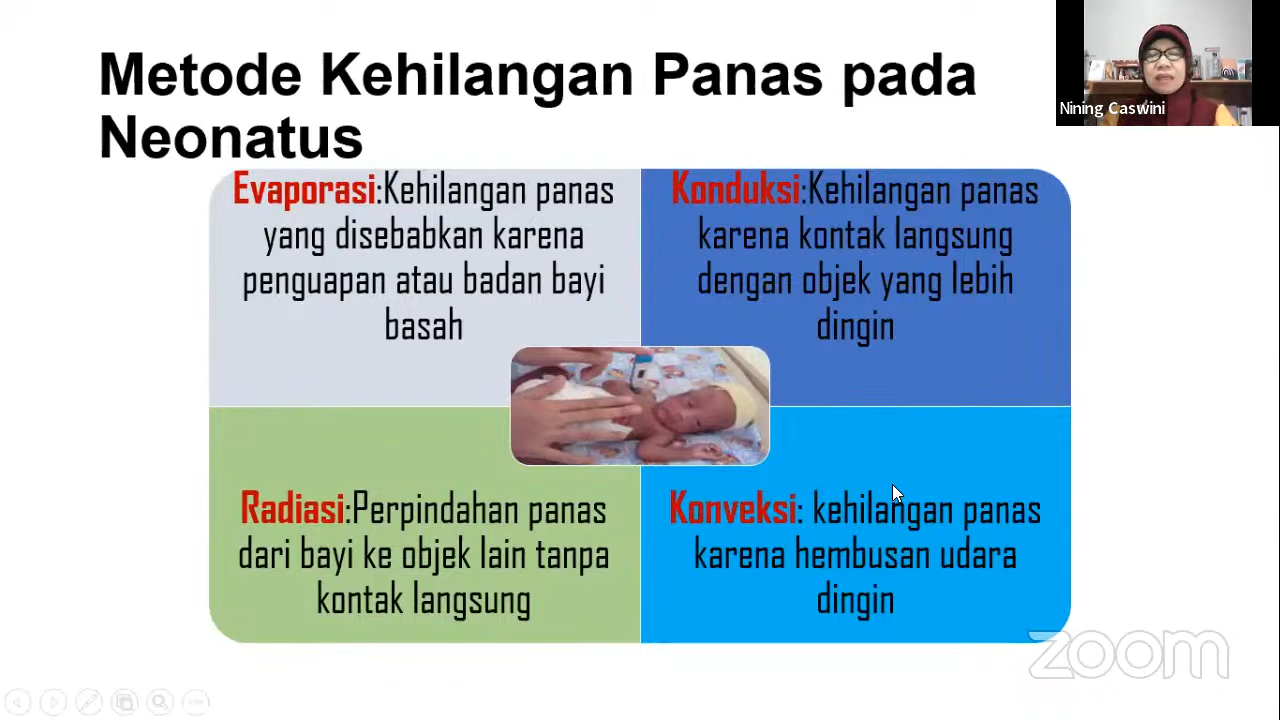 Metode Kehilangan Panas pada
Neonatus
Nining Caswini
Evaporasi:Kehilangan panas
yang disebabkan karena
penguapan atau badan bayi
basah
Konduksi:Kehilangan panas
karena kontak langsung
dengan objek yang lebih
dingin
Radiasi:Perpindahan panas
dari bayi ke objek lain tanpa
kontak langsung
Konveksi: kehilangan panas
karena hembusan udara
dingin
zoom